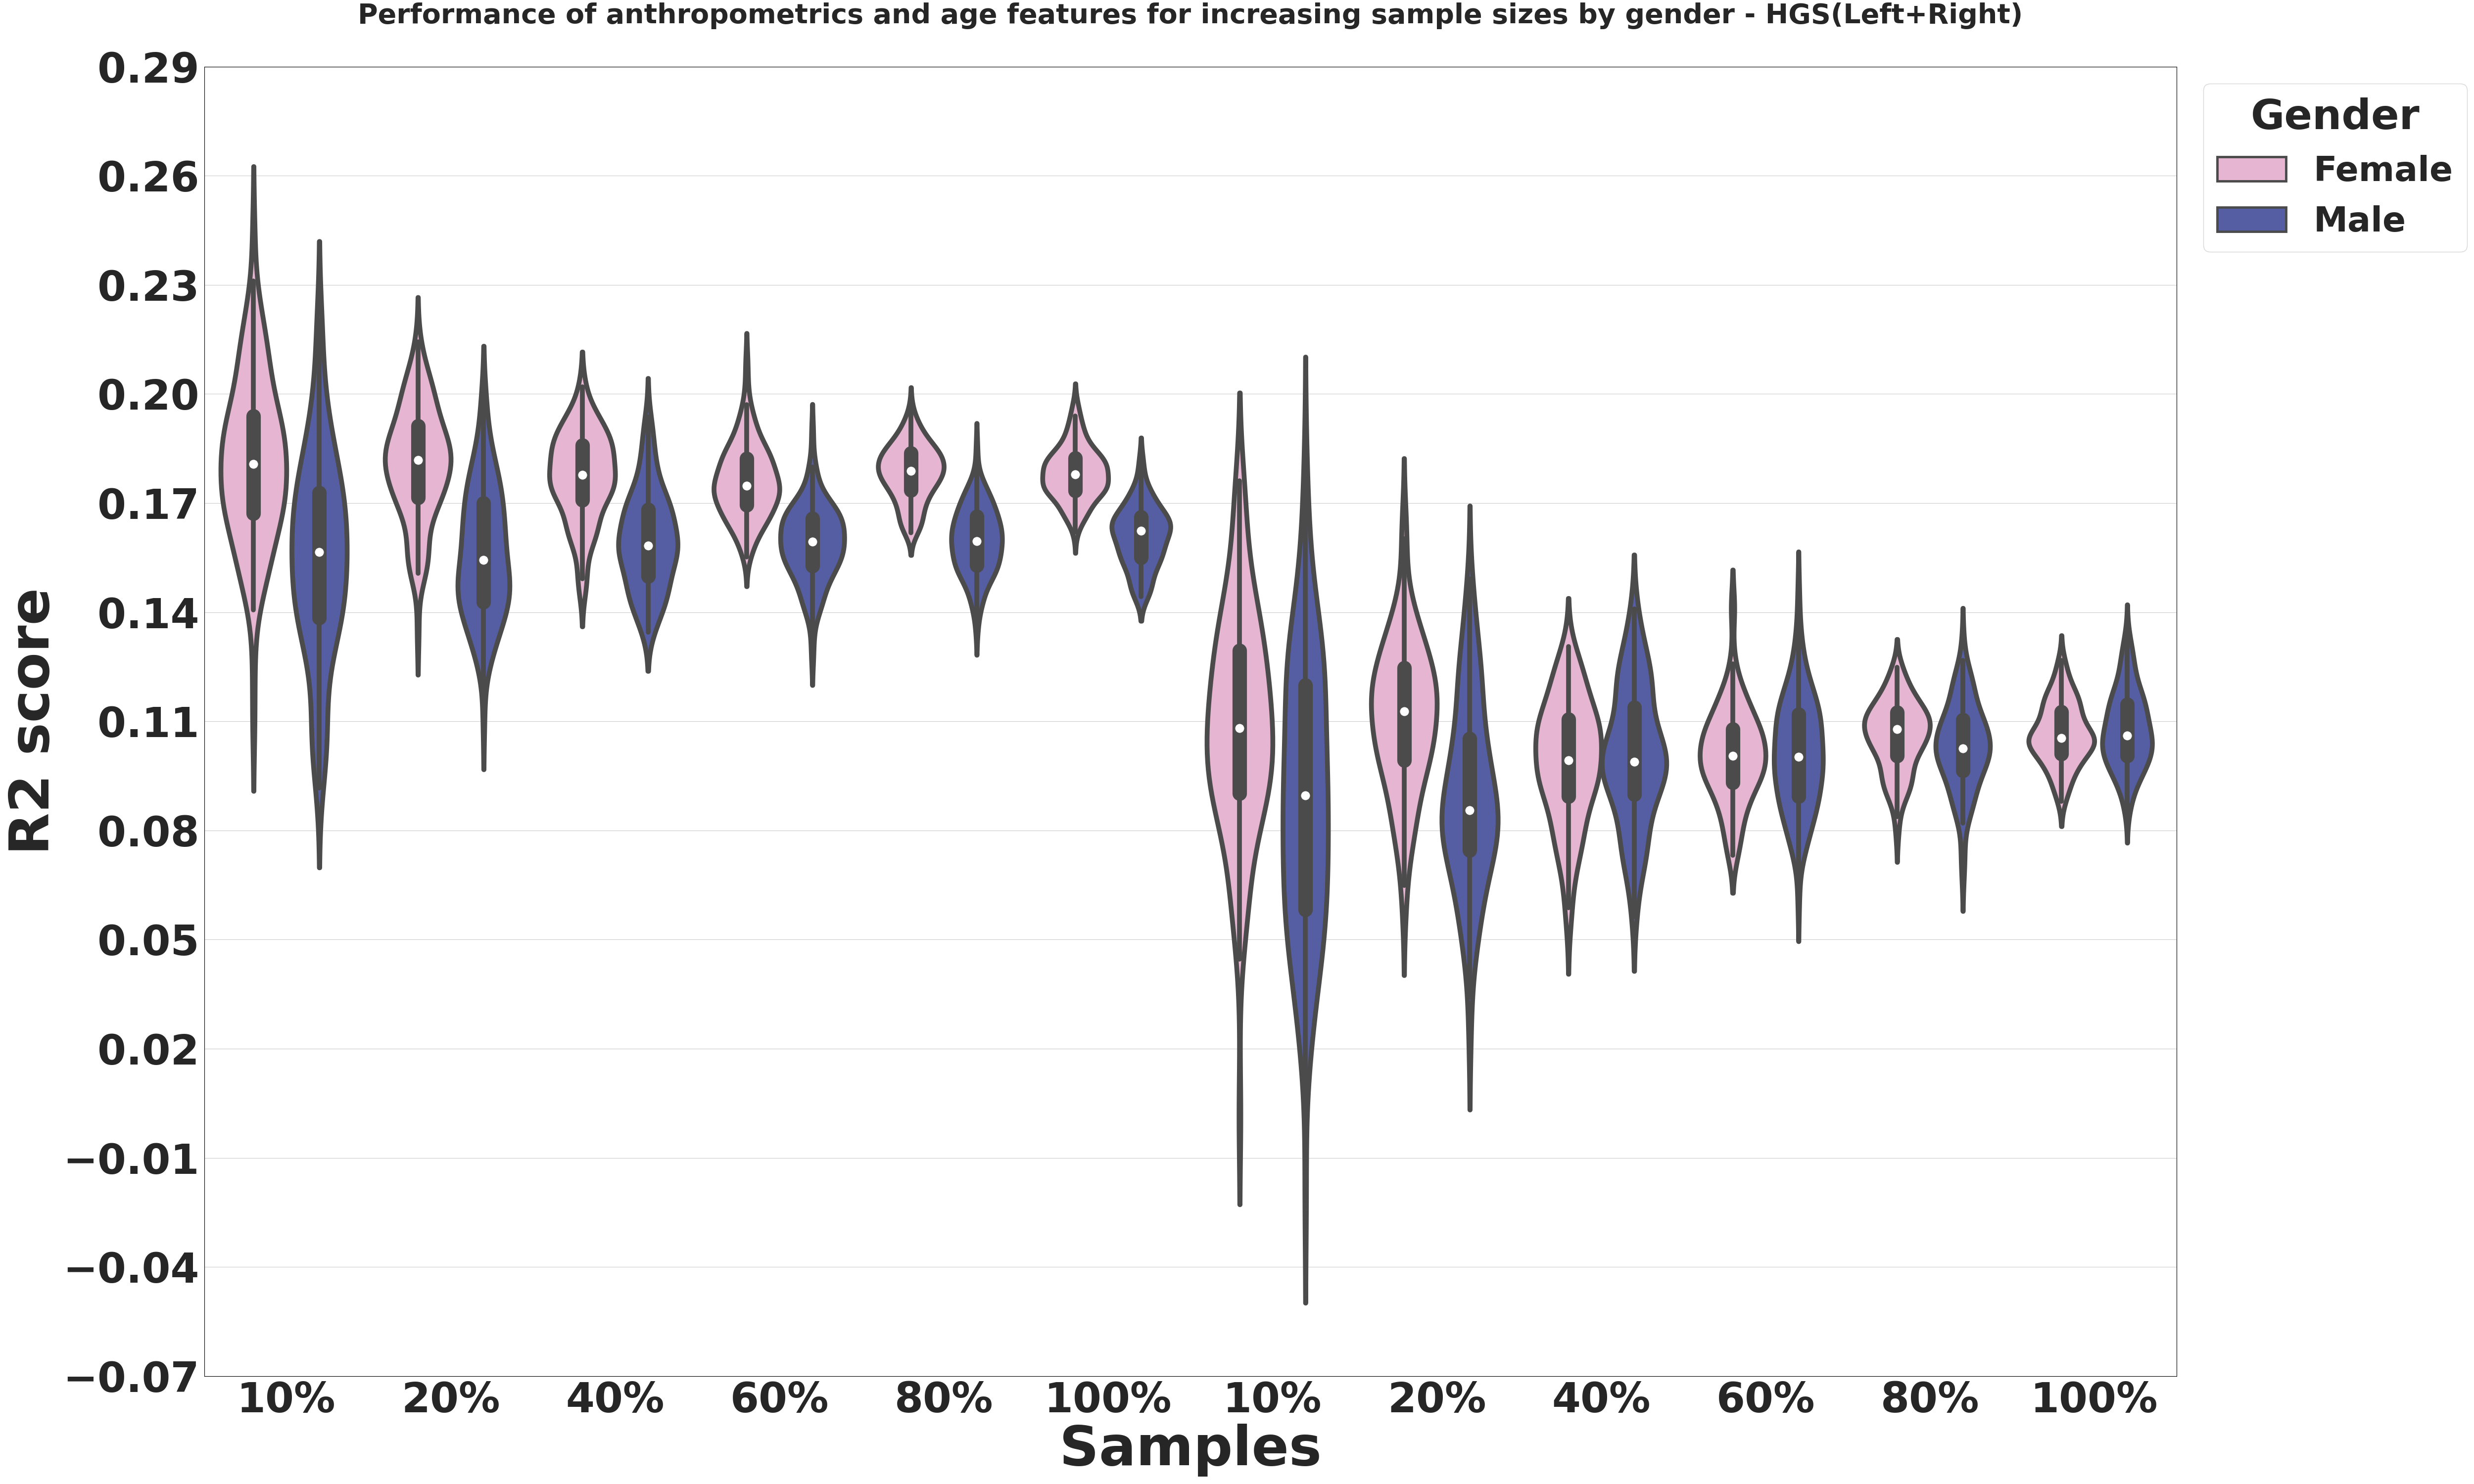 Performance of anthropometrics and age features for increasing sample sizes by gender - HGS(Left+Right)
0.29
0.26
0.23
0.20
0.17
0.14
0.11
0.08
0.05
0.02
−0.01
−0.04
−0.07
R2 score
10% 20% 40% 60% 80% 100% 10% 20% 40% 60% 80% 100%
Samples
Gender
Female
Male